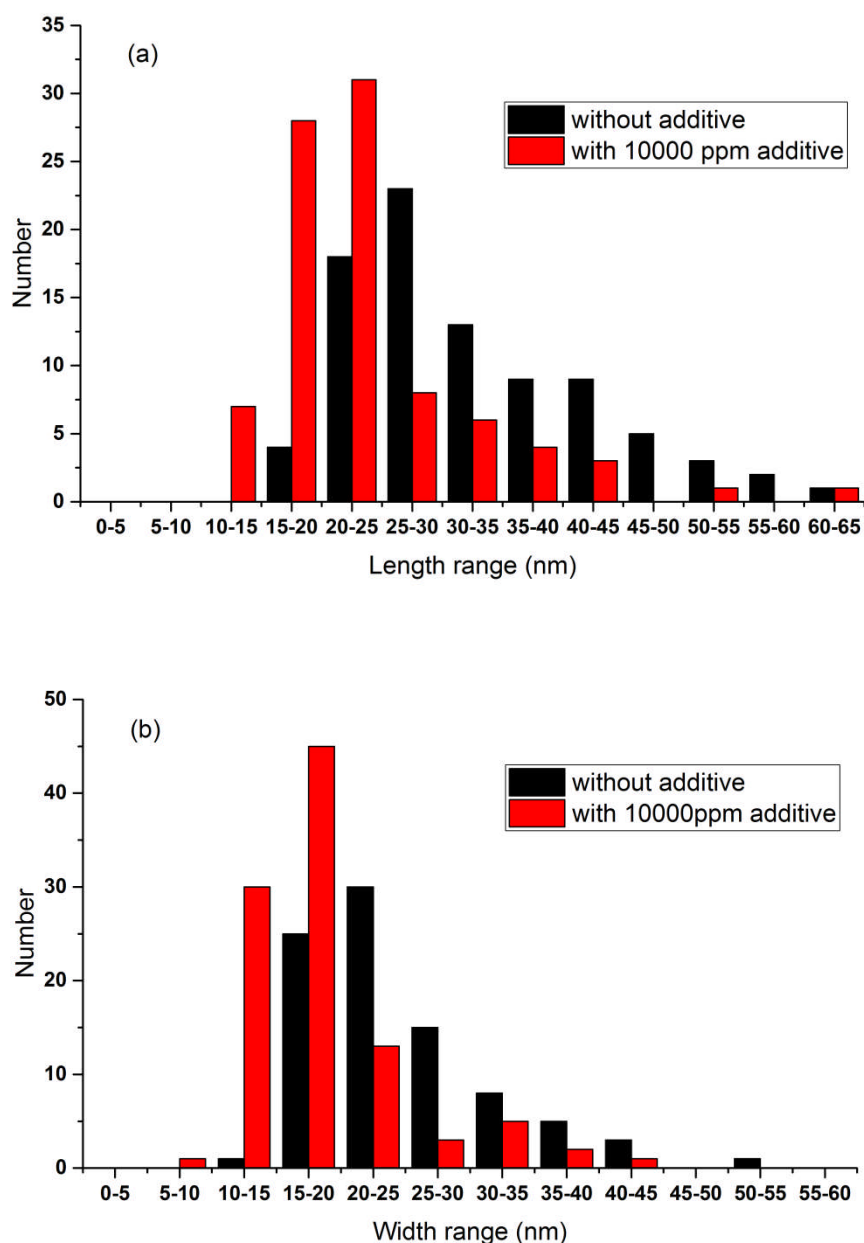 (a)
35
30
25
20
15
10
5
0
Number
without additive
with 10000 ppm additive
0-5 5-10 10-15 15-20 20-25 25-30 30-35 35-40 40-45 45-50 50-55 55-60 60-65
Length range (nm)
(b)
50
40
30
20
10
0
Number
without additive
with 10000ppm additive
0-5 5-10 10-15 15-20 20-25 25-30 30-35 35-40 40-45 45-50 50-55 55-60
Width range (nm)